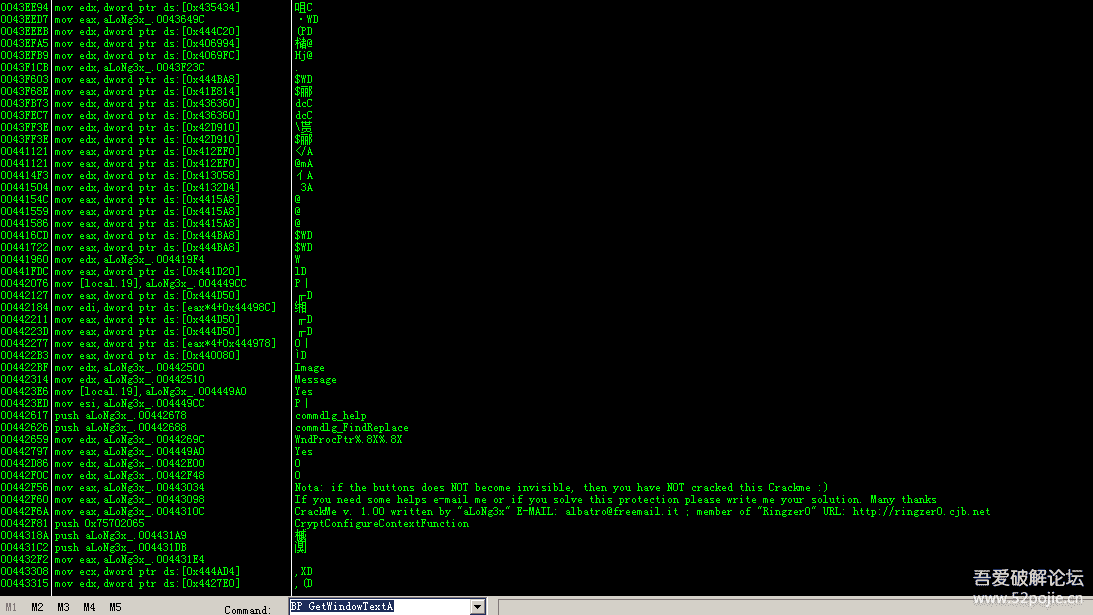 0043EE94 mov edx,dword ptr ds:[0x435434] 咀C
0043EED7 mov eax,aLoNg3x_.0043649C ·WD
0043EEEB mov edx,dword ptr ds:[0x444C20] (PD
0043EFA5 mov edx,dword ptr ds:[0x406994] @
0043EFB9 mov edx,dword ptr ds:[0x4069FC] Hj@
0043F1CB mov edx,aLoNg3x_.0043F23C .
0043F603 mov eax,dword ptr ds:[0x444BA8] $WD
0043F68E mov eax,dword ptr ds:[0x41E814] $郦
0043FB73 mov edx,dword ptr ds:[0x436360] dcC
0043FEC7 mov edx,dword ptr ds:[0x436360] dcC
0043FF3E mov edx,dword ptr ds:[0x42D910] \
0043FF3E mov edx,dword ptr ds:[0x42D910] $郦
00441121 mov eax,dword ptr ds:[0x412EF0] </A
00441121 mov eax,dword ptr ds:[0x412EF0] @mA
004414F3 mov edx,dword ptr ds:[0x413058] A
00441504 mov edx,dword ptr ds:[0x4132D4] 3A
0044154C mov eax,dword ptr ds:[0x4415A8] @
00441559 mov eax,dword ptr ds:[0x4415A8] @
00441586 mov eax,dword ptr ds:[0x4415A8] @
004416CD mov eax,dword ptr ds:[0x444BA8] $WD
00441722 mov eax,dword ptr ds:[0x444BA8] $WD
00441960 mov edx,aLoNg3x_.004419F4 W
00441FDC mov eax,dword ptr ds:[0x441D20] lD
00442076 mov [local.19],aLoNg3x_.004449CC P|
00442127 mov eax,dword ptr ds:[0x444D50] ╓D
00442184 mov edi,dword ptr ds:[eax*4+0x44498C] 缃
00442211 mov eax,dword ptr ds:[0x444D50] ╓D
0044223D mov eax,dword ptr ds:[0x444D50] ╓D
00442277 mov eax,dword ptr ds:[eax*4+0x444978] O|
004422B3 mov eax,dword ptr ds:[0x440080] D
004422BF mov edx,aLoNg3x_.00442500 Image
00442314 mov edx,aLoNg3x_.00442510 Message
004423E6 mov [local.19],aLoNg3x_.004449A0 Yes
004423ED mov esi,aLoNg3x_.004449CC P|
00442617 push aLoNg3x_.00442678 commdlg_help
00442626 push aLoNg3x_.00442688 commdlg_FindReplace
00442659 mov edx,aLoNg3x_.0044269C WndProcPtr%.8X%.8X
00442797 mov eax,aLoNg3x_.004449A0 Yes
00442D86 mov edx,aLoNg3x_.00442E00 0
00442F0C mov edx,aLoNg3x_.00442F48 0
00442F56 mov eax,aLoNg3x_.00443034 Nota: if the buttons does NOT become invisible, then you have NOT cracked this Crackme :)
00442F60 mov eax,aLoNg3x_.00443098 If you need some helps e-mail me or if you solve this protection please write me your solution. Many thanks
00442F6A mov eax,aLoNg3x_.0044310C CrackMe v. 1.00 written by "aLoNg3x" E-MAIL: albatro@freemail.it ; member of "Ringzer0" URL: http://ringzer0.cjb.net
00442F81 push 0x75702065 CryptConfigureContextFunction
0044318A push aLoNg3x_.004431A9
004431C2 push aLoNg3x_.004431DB
004432F2 mov eax,aLoNg3x_.004431E4
00443308 mov ecx,dword ptr ds:[0x444AD4] ,XD
00443315 mov edx,dword ptr ds:[0x4427E0] ,(D
吾爱破解论坛
www.52pojie.cn
M1 M2 M3 M4 M5 Command: BP GetWindowTextA